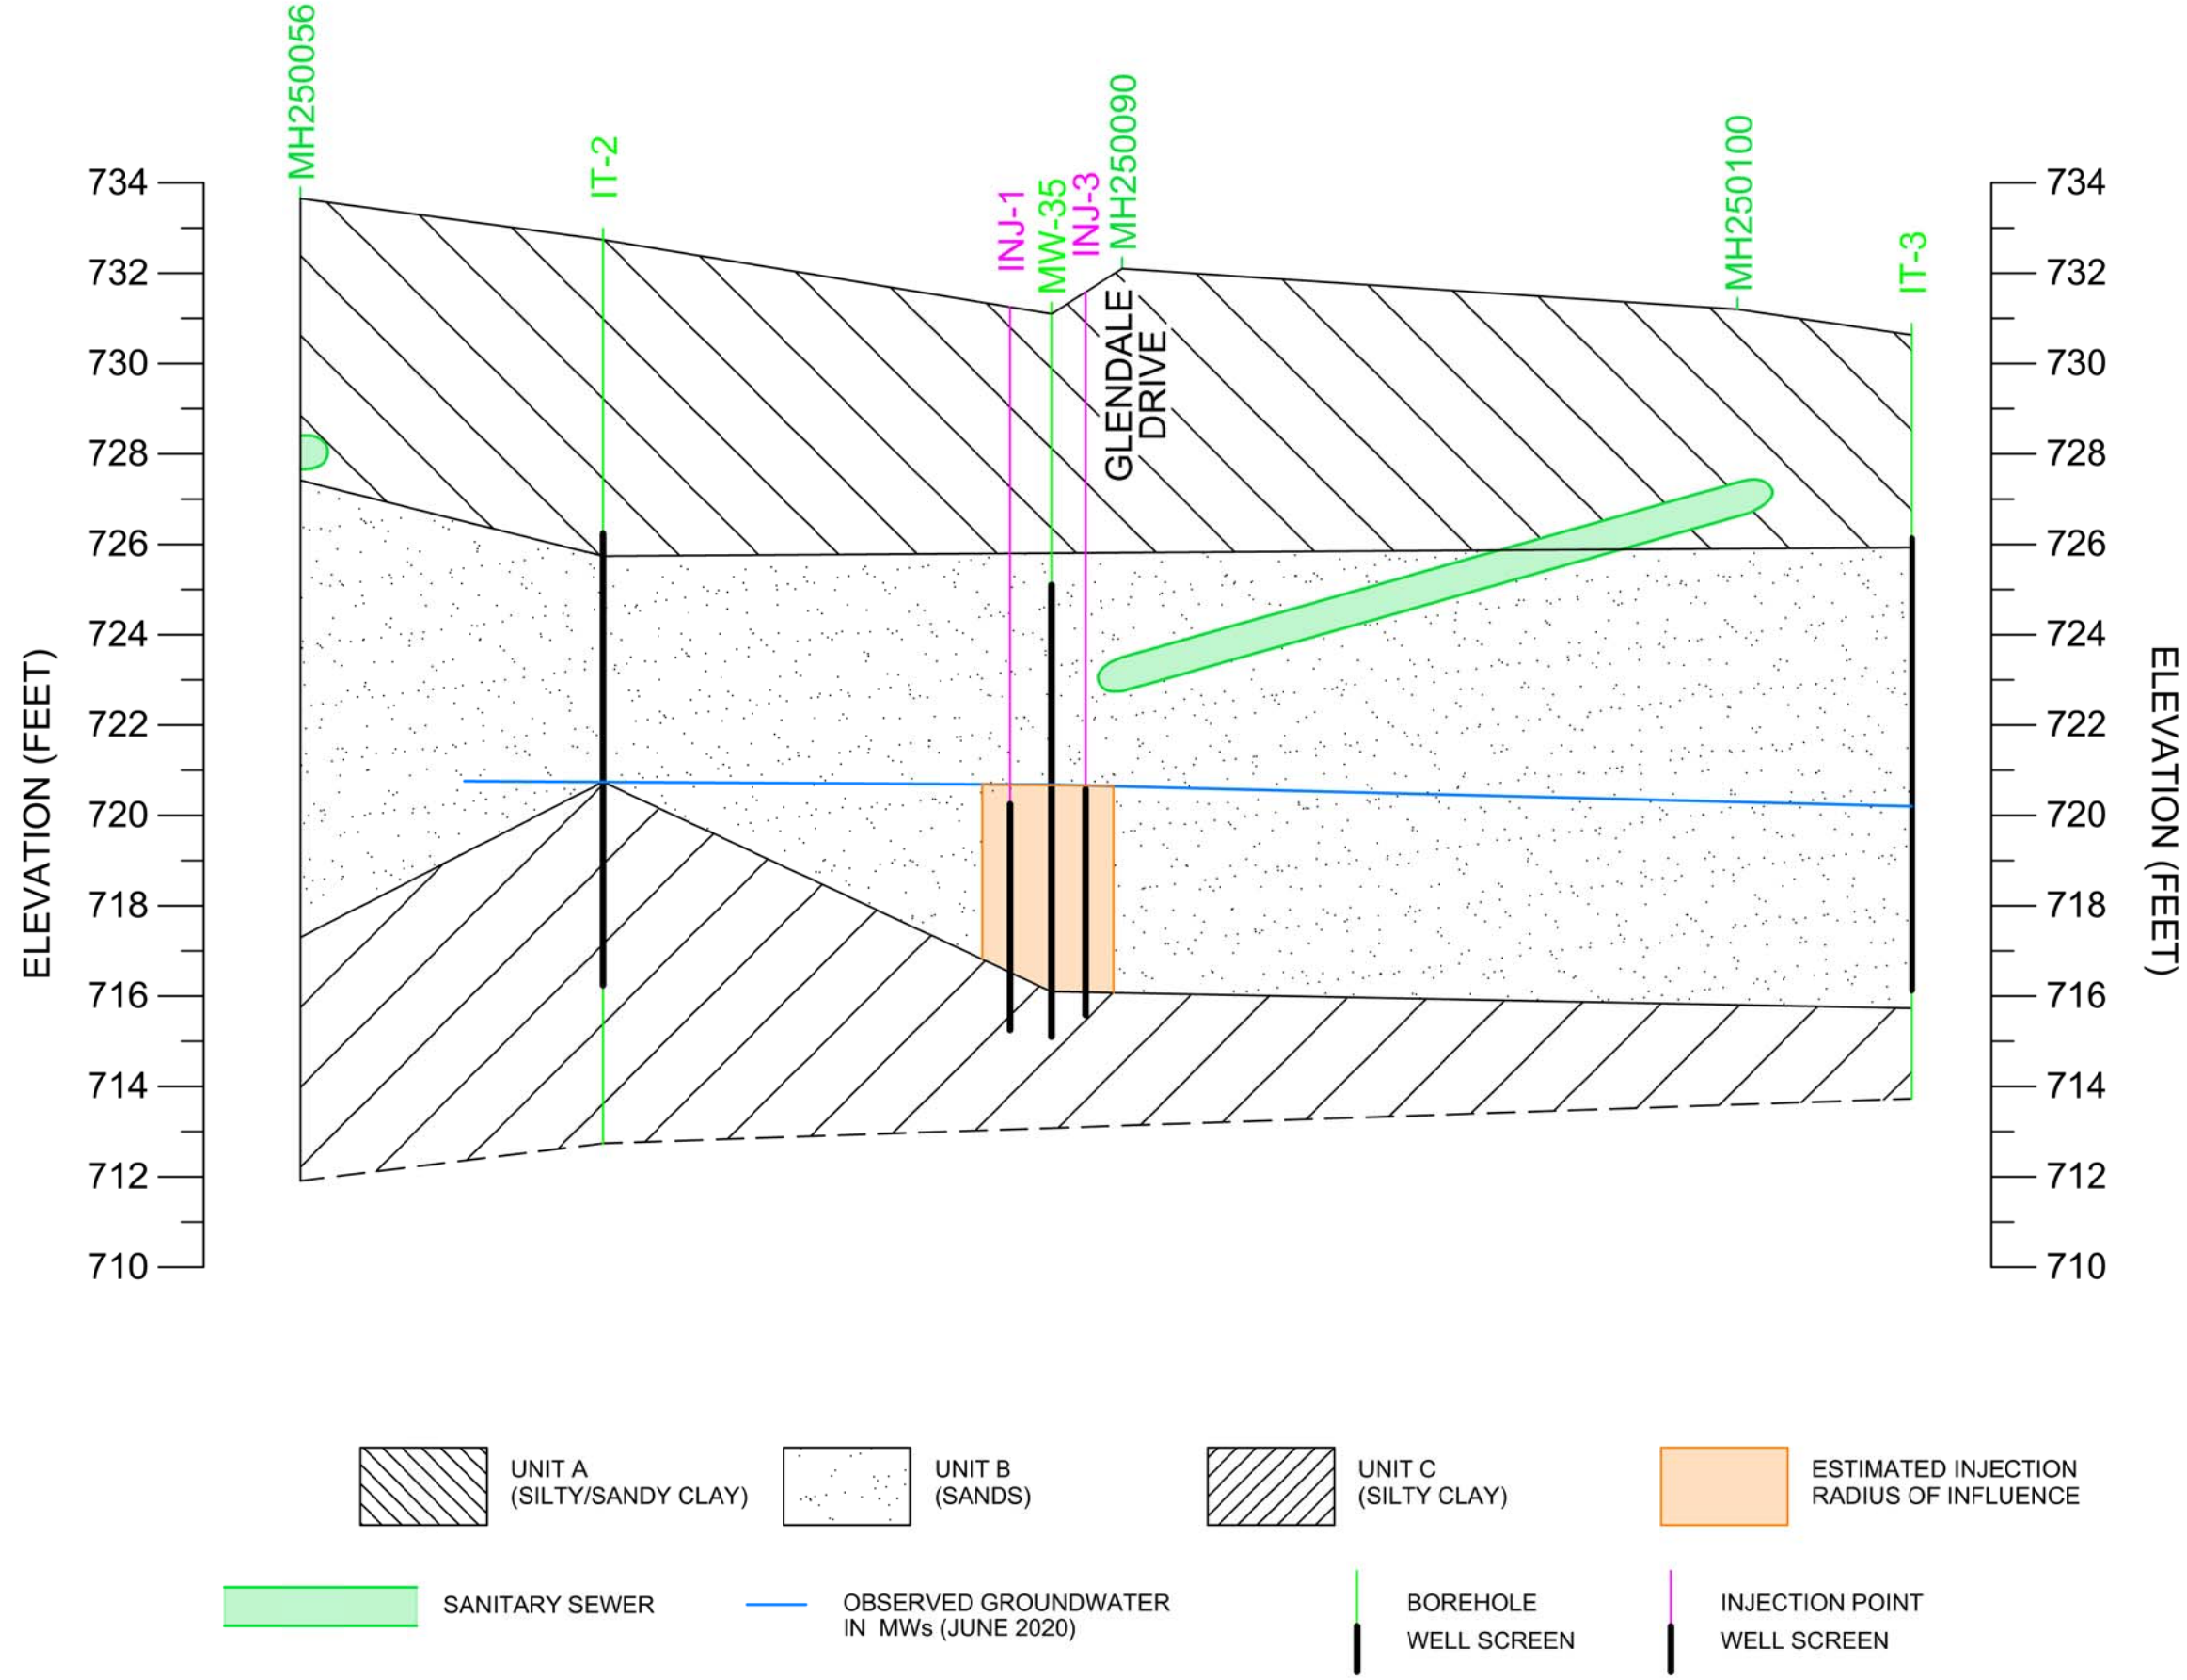 MH250056
IT-2
INJ-1
MW-35
INJ-3
MH250090
MH250100
IT-3
GLENDALE
DRIVE
ELEVATION (FEET)
734
732
730
728
726
724
722
720
718
716
714
712
710
734
732
730
728
726
724
722
720
718
716
714
712
710
ELEVATION (FEET)
UNIT A
(SILTY/SANDY CLAY)
UNIT B
(SANDS)
UNIT C
(SILTY CLAY)
ESTIMATED INJECTION
RADIUS OF INFLUENCE
SANITARY SEWER
OBSERVED GROUNDWATER
IN MWs (JUNE 2020)
BOREHOLE
WELL SCREEN
INJECTION POINT
WELL SCREEN